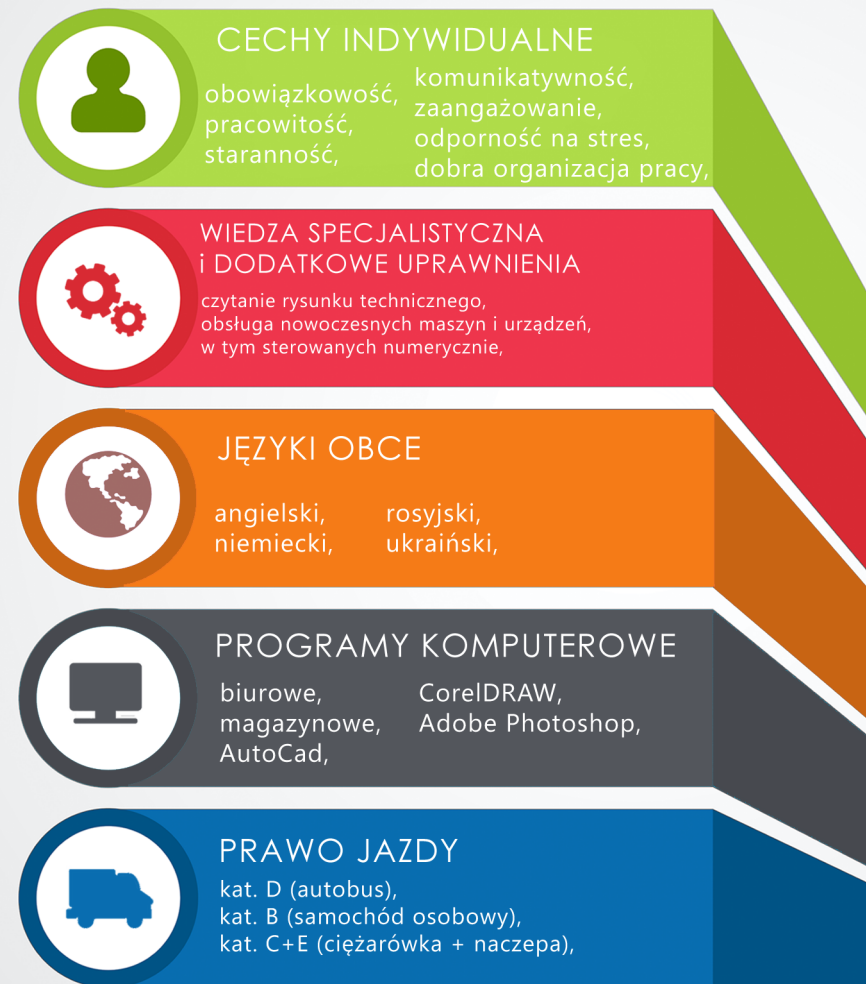 CECHY INDYWIDUALNE
obowiązkowość,
pracowitość,
staranność,
komunikatywność,
zaangażowanie,
odporność na stres,
dobra organizacja pracy,
WIEDZA SPECJALISTYCZNA
i DODATKOWE UPRAWNIENIA
czytanie rysunku technicznego,
obsługa nowoczesnych maszyn i urządzeń,
w tym sterowanych numerycznie,
JĘZYKI OBCE
angielski,
niemiecki,
rosyjski,
ukraiński,
PROGRAMY KOMPUTEROWE
biurowe,
magazynowe,
AutoCad,
CorelDRAW,
Adobe Photoshop,
PRAWO JAZDY
kat. D (autobus),
kat. B (samochód osobowy),
kat. C+E (ciężarówka + naczepa),